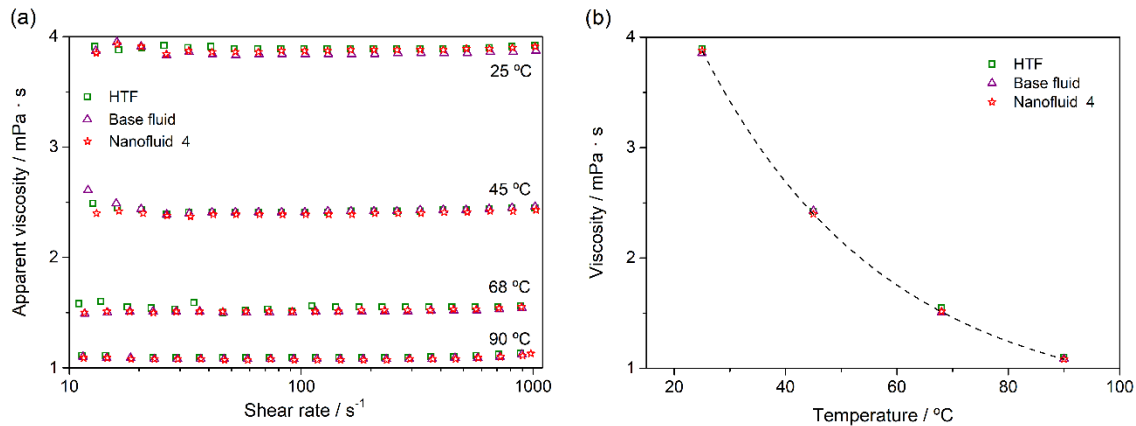 (a)
4
3
2
1
Apparent viscosity / mPa · s
HTF
Base fluid
Nanofluid 4
25 ºC
45 ºC
68 ºC
90 ºC
10
100
1000
Shear rate / s⁻¹
(b)
4
3
2
1
Viscosity / mPa · s
HTF
Base fluid
Nanofluid 4
20
40
60
80
100
Temperature / ºC